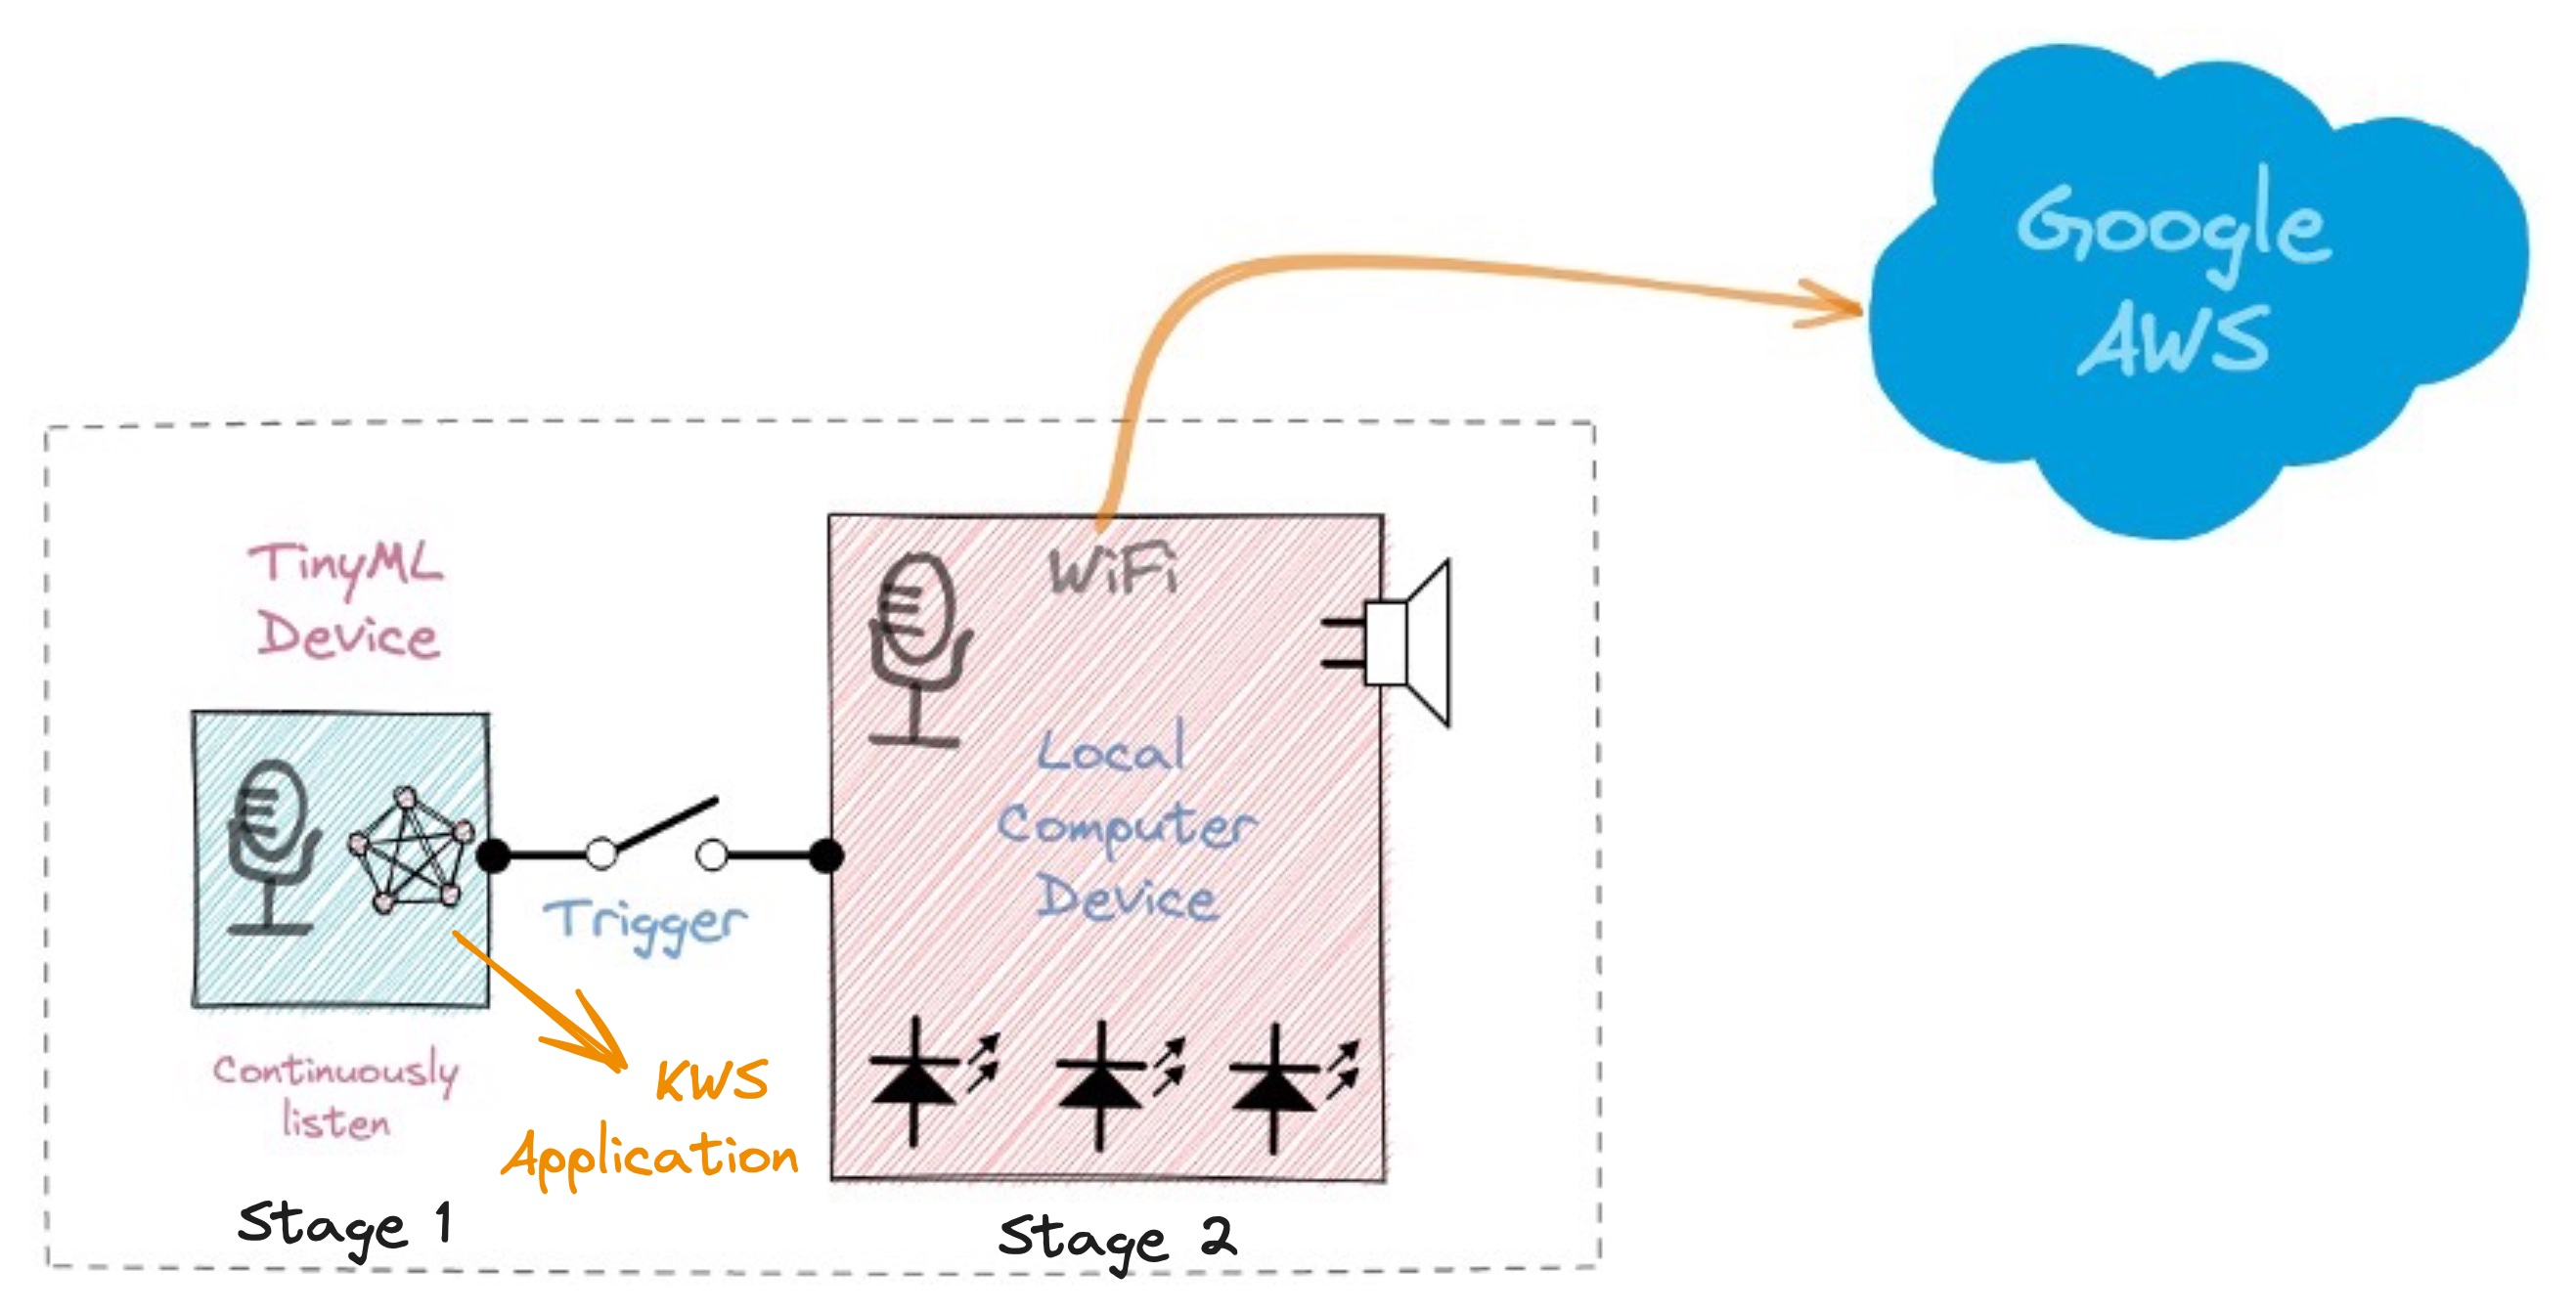 Google
AWS
TinyML
Device
WiFi
Local
Computer
Device
Trigger
Continuously
listen
KWS
Application
Stage 1
Stage 2